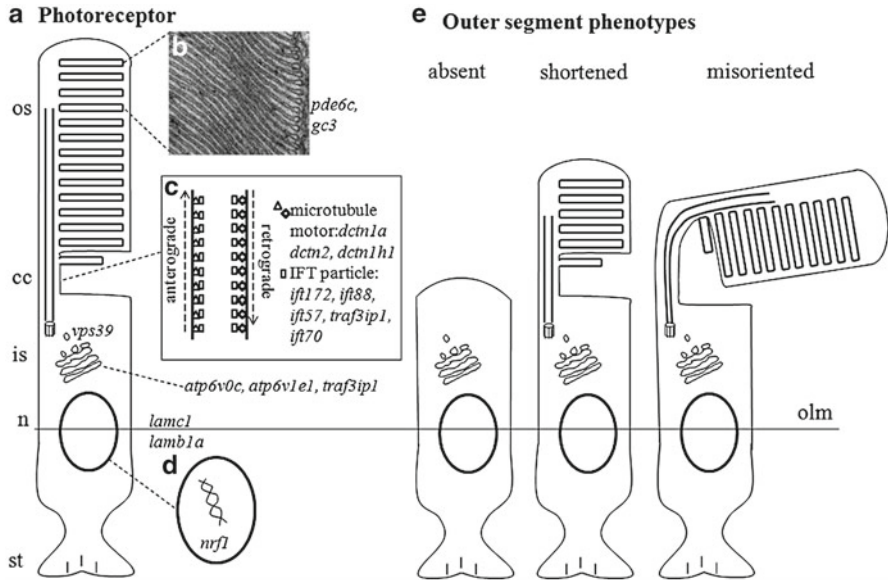 a Photoreceptor
b
pde6c,
gc3
os
c
anterograde
retrograde
microtubule
motor:dctn1a
dctn2, dctn1h1
IFT particle:
ift172, ift88,
ift57, traf3ip1,
ift70
cc
vps39
is
atp6v0c, atp6v1e1, traf3ip1
n
lamc1
lamb1a
d
nrf1
st
e Outer segment phenotypes
absent
shortened
misoriented
olm